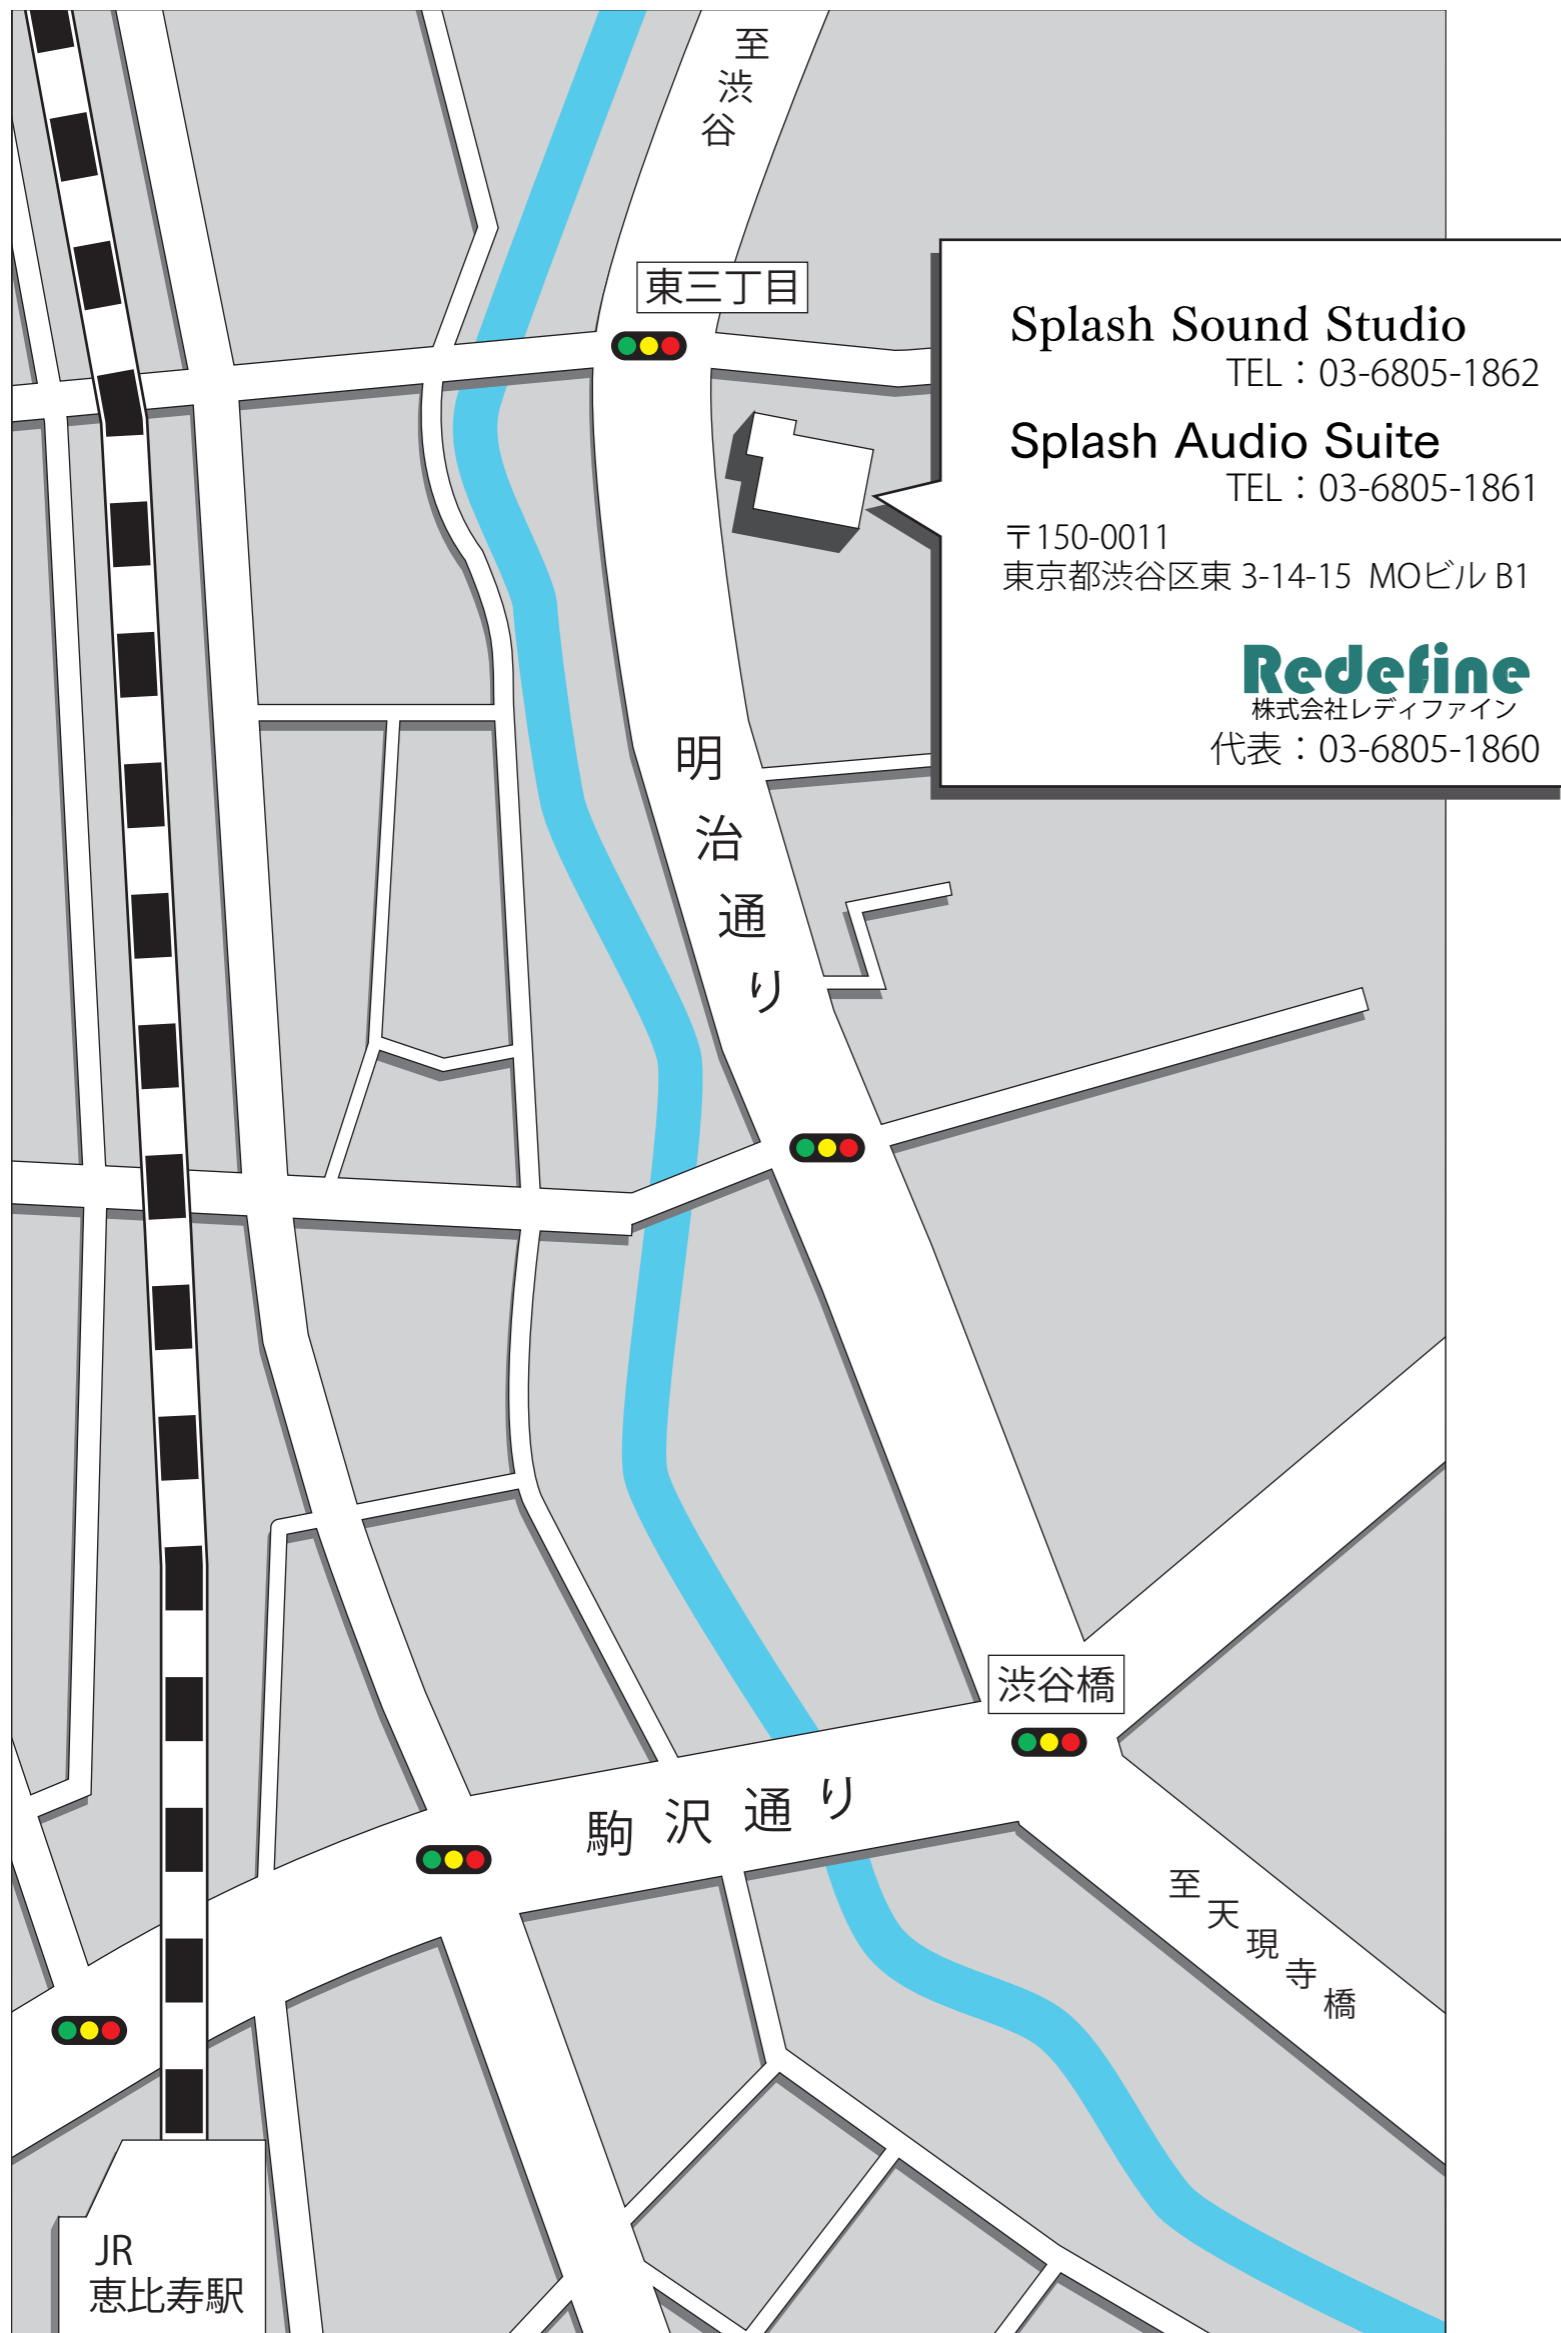 至渋谷
東三丁目
Splash Sound Studio
TEL：03-6805-1862
Splash Audio Suite
TEL：03-6805-1861
〒150-0011
東京都渋谷区東 3-14-15 MOビル B1
Redefine
株式会社レディファイン
代表：03-6805-1860
明治通り
渋谷橋
駒沢通り
至天現寺橋
JR
恵比寿駅